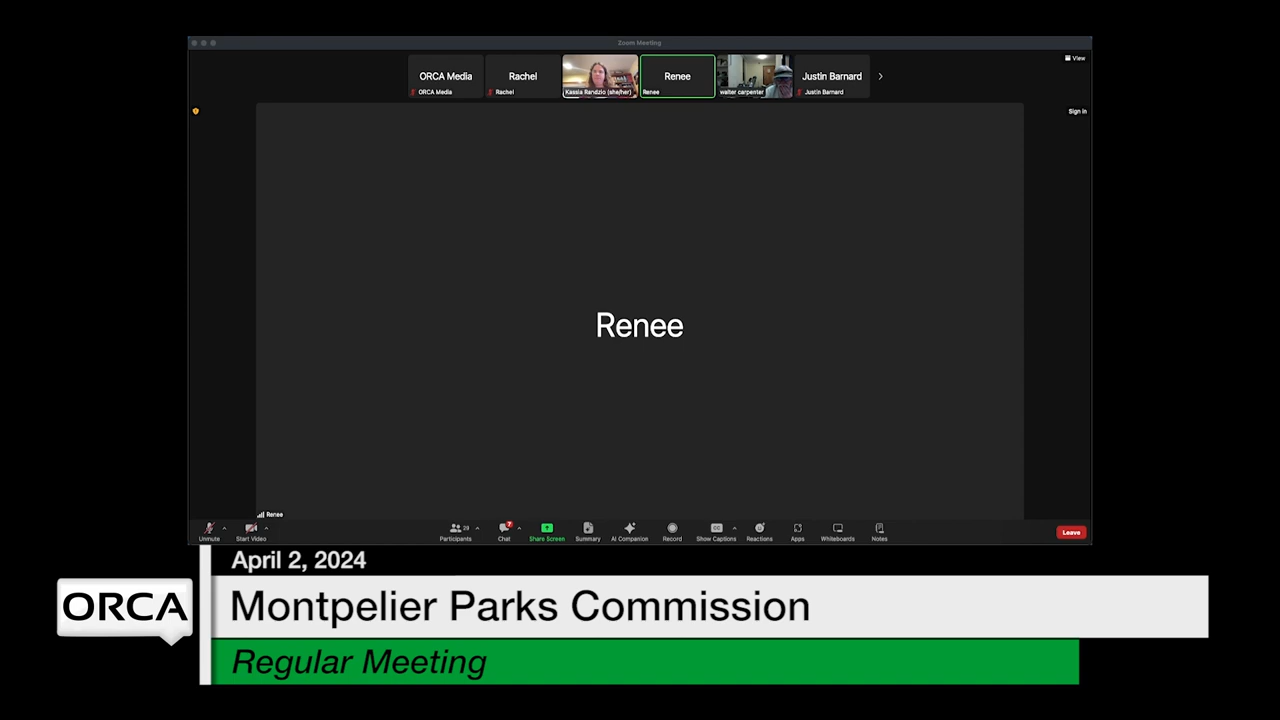 Zoom Meeting
View
ORCA Media
Rachel
Renee
Justin Barnard
ORCA Media
Rachel
Kassia Randzio (she/her)
Renee
walter carpenter
Justin Barnard
Sign in
Renee
Renee
29
7
Unmute
Start Video
Participants
Chat
Share Screen
Summary
AI Companion
Record
Show Captions
Reactions
Apps
Whiteboards
Notes
Leave
April 2, 2024
ORCA
Montpelier Parks Commission
Regular Meeting